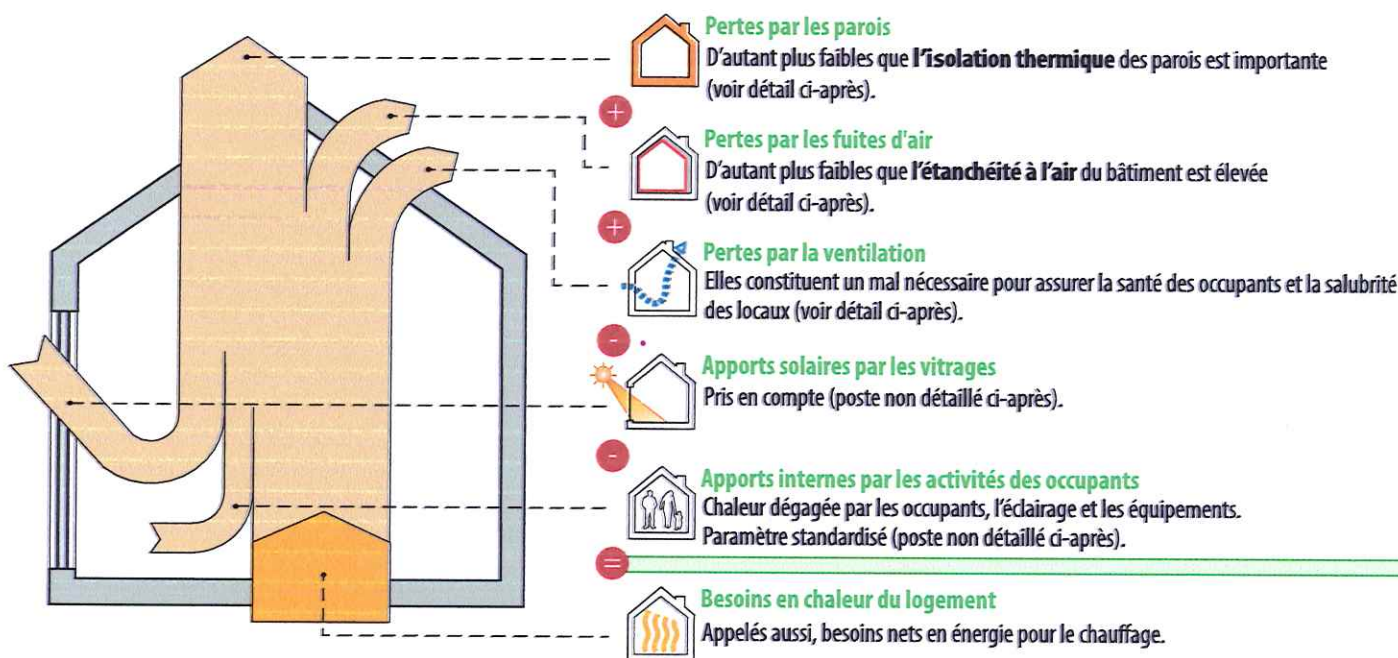 Pertes par les parois
D'autant plus faibles que l'isolation thermique des parois est importante
(voir détail ci-après).
+
Pertes par les fuites d'air
D'autant plus faibles que l'étanchéité à l'air du bâtiment est élevée
(voir détail ci-après).
+
Pertes par la ventilation
Elles constituent un mal nécessaire pour assurer la santé des occupants et la salubrité
des locaux (voir détail ci-après).
-
Apports solaires par les vitrages
Pris en compte (poste non détaillé ci-après).
-
Apports internes par les activités des occupants
Chaleur dégagée par les occupants, l'éclairage et les équipements.
Paramètre standardisé (poste non détaillé ci-après).
=
Besoins en chaleur du logement
Appelés aussi, besoins nets en énergie pour le chauffage.